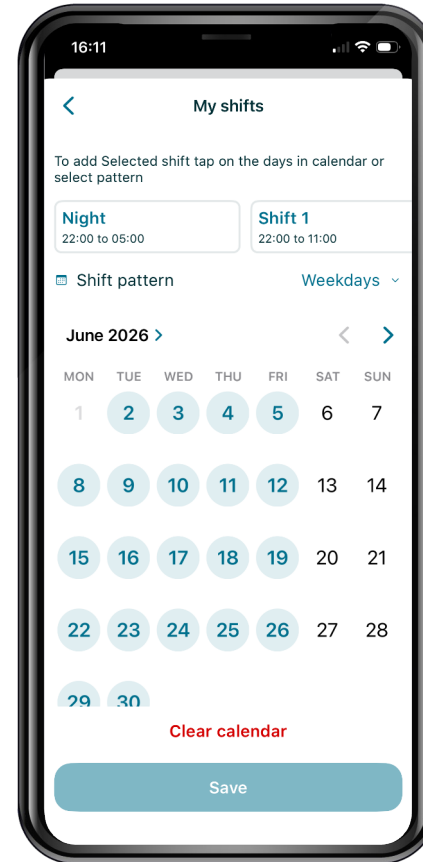 16:11
My shifts
To add Selected shift tap on the days in calendar or
select pattern
Night
22:00 to 05:00
Shift 1
22:00 to 11:00
Shift pattern
Weekdays
June 2026
MON TUE WED THU FRI SAT SUN
1 2 3 4 5 6 7
8 9 10 11 12 13 14
15 16 17 18 19 20 21
22 23 24 25 26 27 28
29 30
Clear calendar
Save